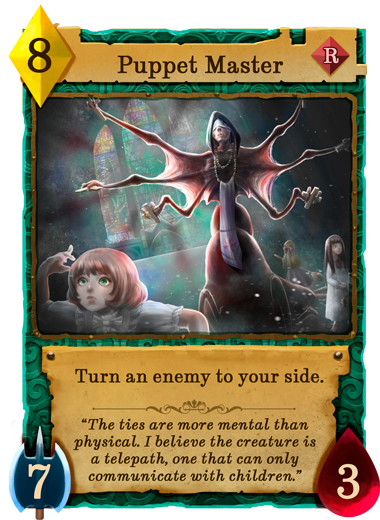 8
Puppet Master
R
Turn an enemy to your side.
“The ties are more mental than
physical. I believe the creature is
a telepath, one that can only
communicate with children.”
7
3